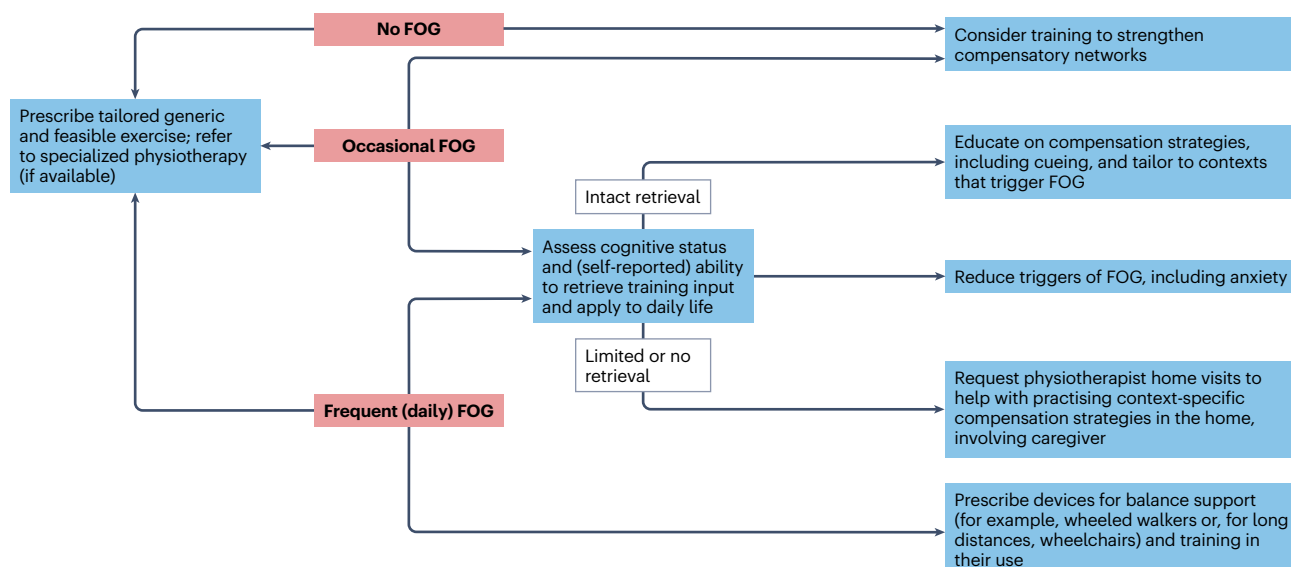 No FOG
Consider training to strengthen
compensatory networks
Prescribe tailored generic
and feasible exercise; refer
to specialized physiotherapy
(if available)
Occasional FOG
Educate on compensation strategies,
including cueing, and tailor to contexts
that trigger FOG
Intact retrieval
Assess cognitive status
and (self-reported) ability
to retrieve training input
and apply to daily life
Reduce triggers of FOG, including anxiety
Limited or no
retrieval
Request physiotherapist home visits to
help with practising context-specific
compensation strategies in the home,
involving caregiver
Frequent (daily) FOG
Prescribe devices for balance support
(for example, wheeled walkers or, for long
distances, wheelchairs) and training in
their use